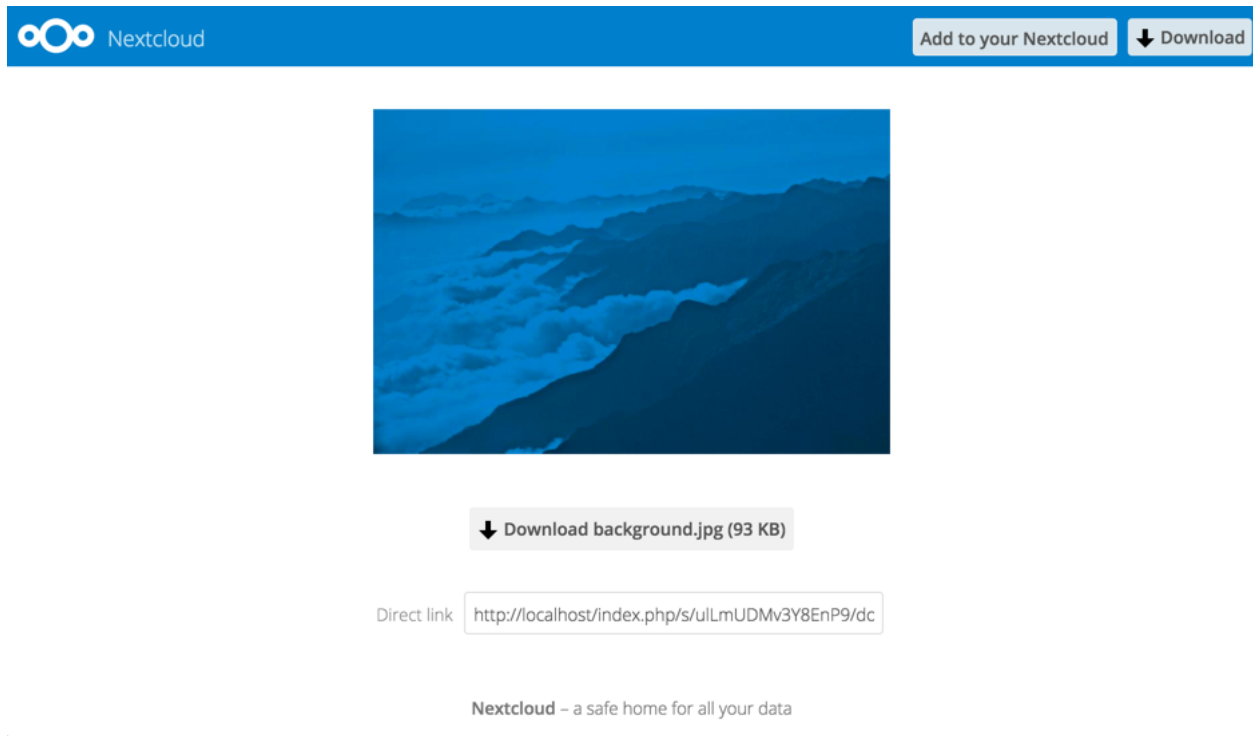 Nextcloud
Add to your Nextcloud
Download
Download background.jpg (93 KB)
Direct link
http://localhost/index.php/s/ulLmUDMv3Y8EnP9/dc
Nextcloud – a safe home for all your data